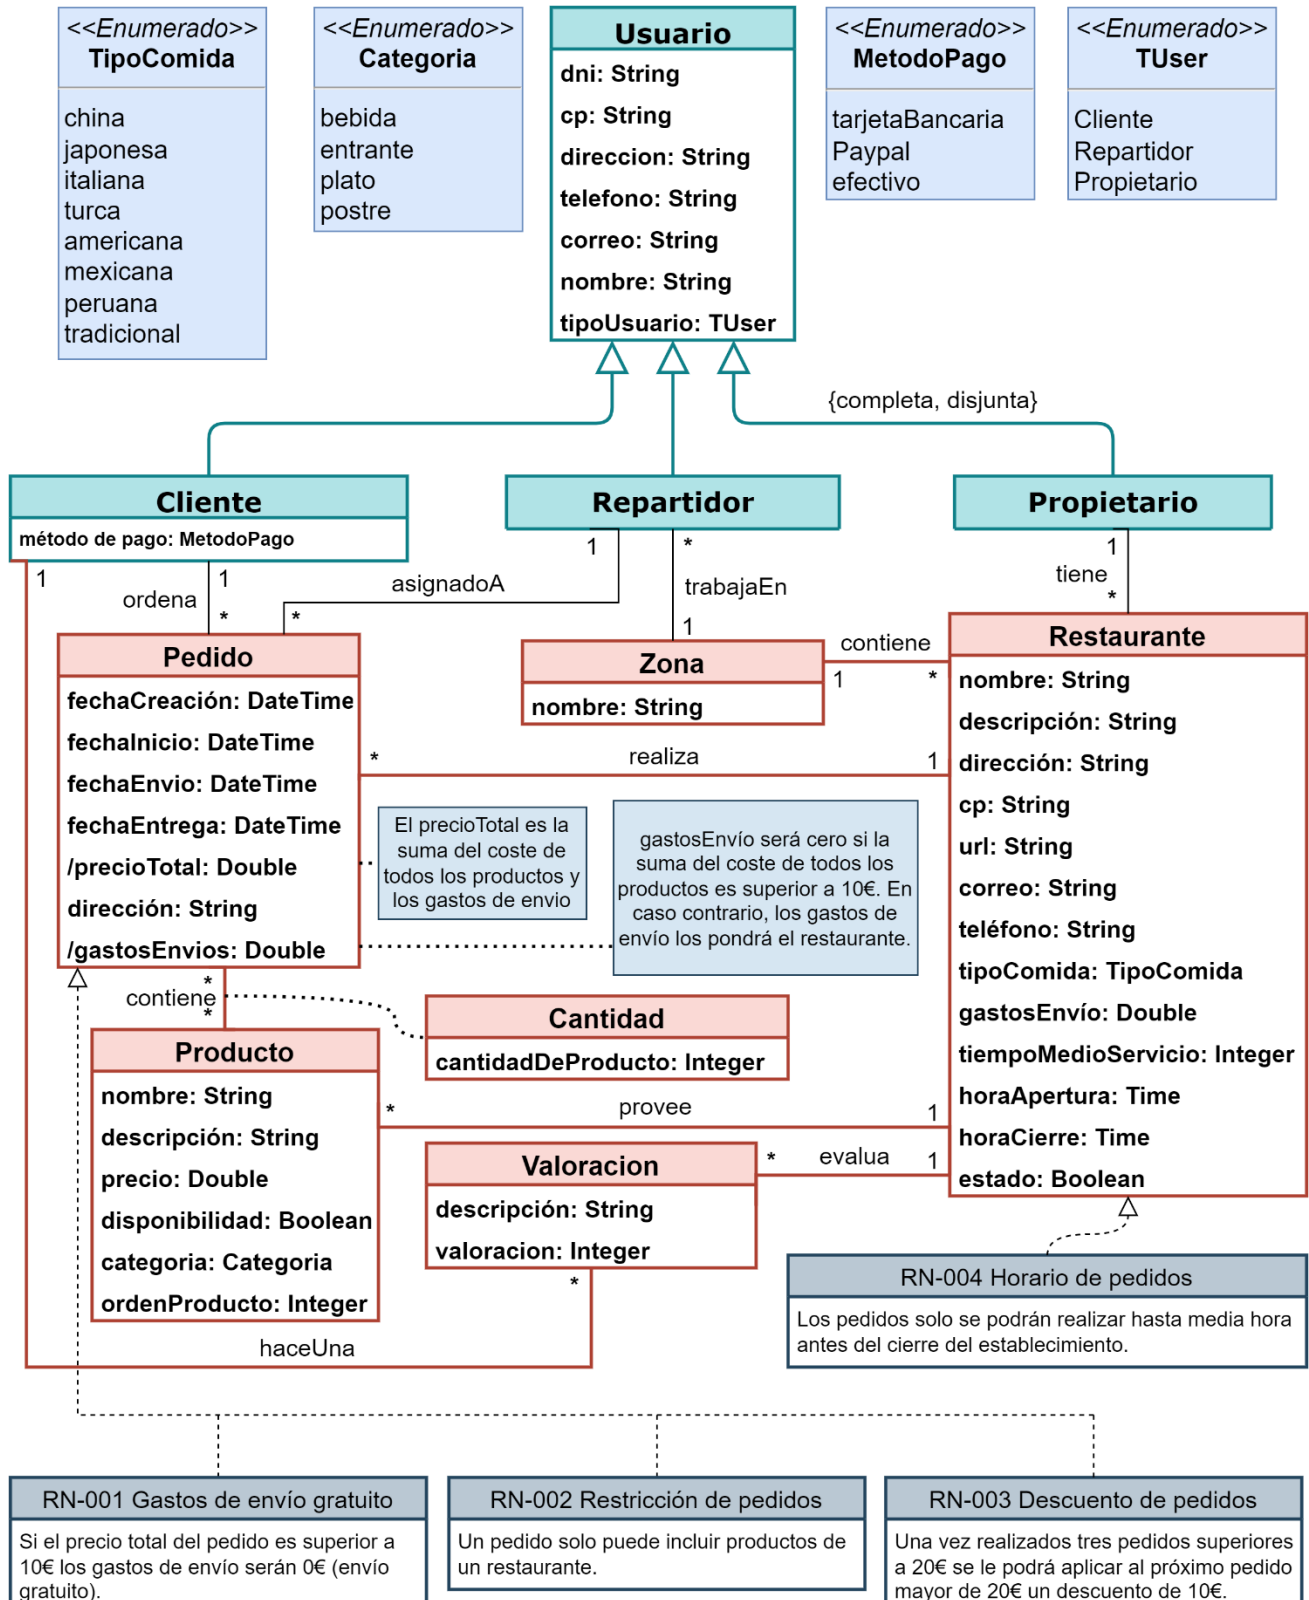 <<Enumerado>>
TipoComida
china
japonesa
italiana
turca
americana
mexicana
peruana
tradicional
<<Enumerado>>
Categoria
bebida
entrante
plato
postre
Usuario
dni: String
cp: String
direccion: String
telefono: String
correo: String
nombre: String
tipoUsuario: TUser
<<Enumerado>>
MetodoPago
tarjetaBancaria
Paypal
efectivo
<<Enumerado>>
TUser
Cliente
Repartidor
Propietario
{completa, disjunta}
Cliente
método de pago: MetodoPago
Repartidor
Propietario
1
1
ordena
*
asignadoA
*
1
*
trabajaEn
1
1
tiene
*
Pedido
fechaCreación: DateTime
fechaInicio: DateTime
fechaEnvio: DateTime
fechaEntrega: DateTime
/precioTotal: Double
dirección: String
/gastosEnvios: Double
Zona
nombre: String
contiene
1
*
Restaurante
nombre: String
descripción: String
dirección: String
cp: String
url: String
correo: String
teléfono: String
tipoComida: TipoComida
gastosEnvío: Double
tiempoMedioServicio: Integer
horaApertura: Time
horaCierre: Time
estado: Boolean
*
realiza
1
El precioTotal es la
suma del coste de
todos los productos y
los gastos de envio
gastosEnvío será cero si la
suma del coste de todos los
productos es superior a 10€. En
caso contrario, los gastos de
envío los pondrá el restaurante.
*
contiene
*
Cantidad
cantidadDeProducto: Integer
Producto
nombre: String
descripción: String
precio: Double
disponibilidad: Boolean
categoria: Categoria
ordenProducto: Integer
*
provee
1
Valoracion
descripción: String
valoracion: Integer
*
evalua
1
*
haceUna
RN-004 Horario de pedidos
Los pedidos solo se podrán realizar hasta media hora
antes del cierre del establecimiento.
RN-001 Gastos de envío gratuito
Si el precio total del pedido es superior a
10€ los gastos de envío serán 0€ (envío
gratuito).
RN-002 Restricción de pedidos
Un pedido solo puede incluir productos de
un restaurante.
RN-003 Descuento de pedidos
Una vez realizados tres pedidos superiores
a 20€ se le podrá aplicar al próximo pedido
mayor de 20€ un descuento de 10€.